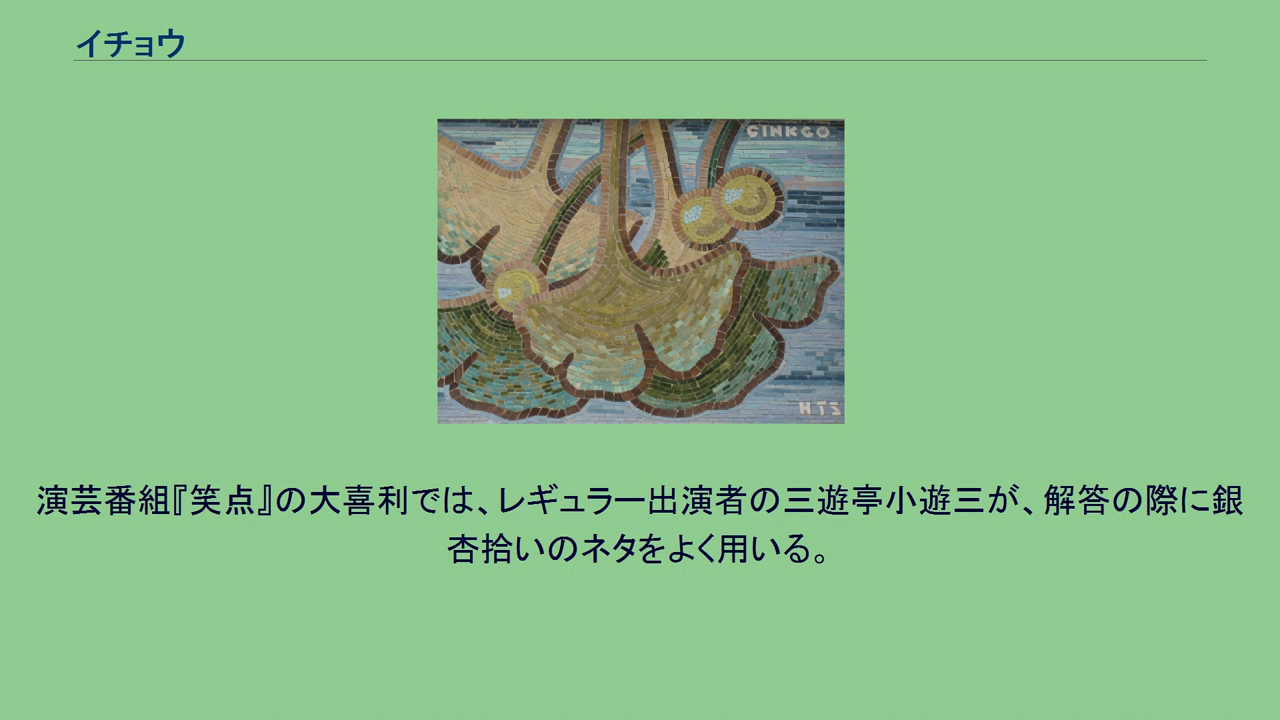 イチョウ
GINKGO
HTS
演芸番組『笑点』の大喜利では、レギュラー出演者の三遊亭小遊三が、解答の際に銀
杏拾いのネタをよく用いる。